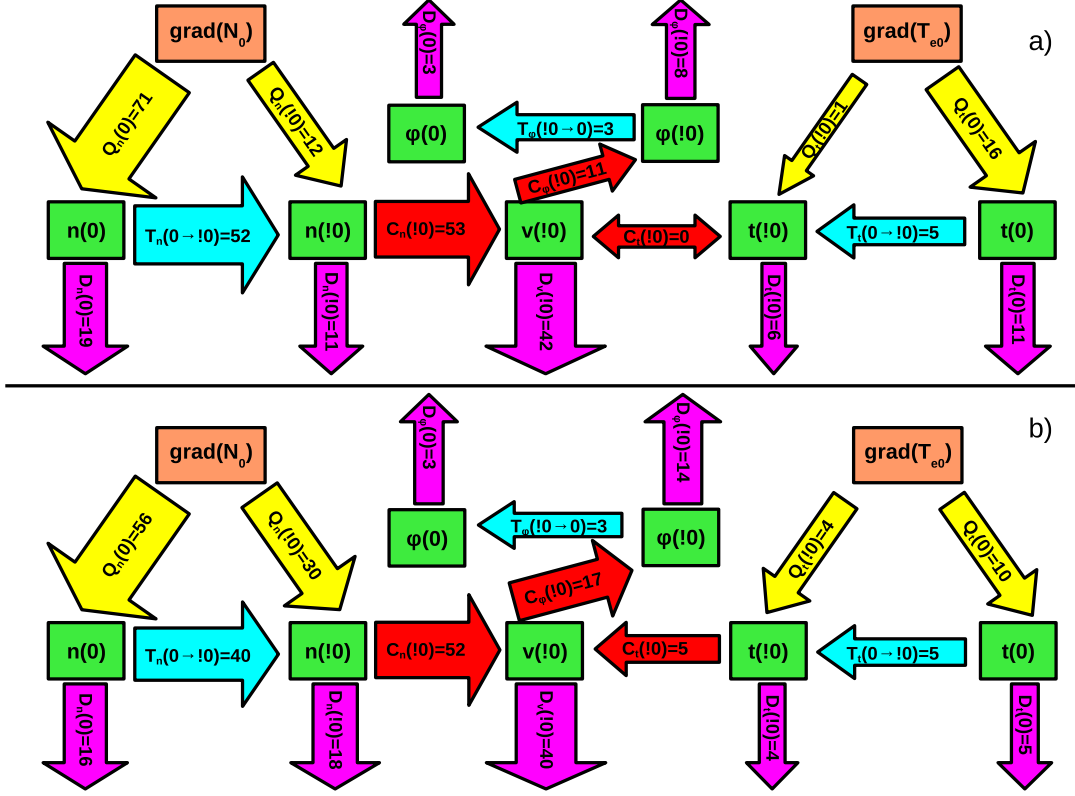 grad(N₀)
grad(Tₑ₀)
a)
Dᵩ(0)=3
Dᵩ(!0)=8
Qₙ(0)=71
Qₙ(!0)=12
φ(0)
Tᵩ(!0→0)=3
φ(!0)
Qₜ(!0)=1
Qₜ(0)=16
Cᵩ(!0)=11
n(0)
Tₙ(0→!0)=52
n(!0)
Cₙ(!0)=53
v(!0)
Cₜ(!0)=0
t(!0)
Tₜ(0→!0)=5
t(0)
Dₙ(0)=19
Dₙ(!0)=11
Dᵥ(!0)=42
Dₜ(!0)=6
Dₜ(0)=11
grad(N₀)
grad(Tₑ₀)
b)
Dᵩ(0)=3
Dᵩ(!0)=14
Qₙ(0)=56
Qₙ(!0)=30
φ(0)
Tᵩ(!0→0)=3
φ(!0)
Qₜ(!0)=4
Qₜ(0)=10
Cᵩ(!0)=17
n(0)
Tₙ(0→!0)=40
n(!0)
Cₙ(!0)=52
v(!0)
Cₜ(!0)=5
t(!0)
Tₜ(0→!0)=5
t(0)
Dₙ(0)=16
Dₙ(!0)=18
Dᵥ(!0)=40
Dₜ(!0)=4
Dₜ(0)=5